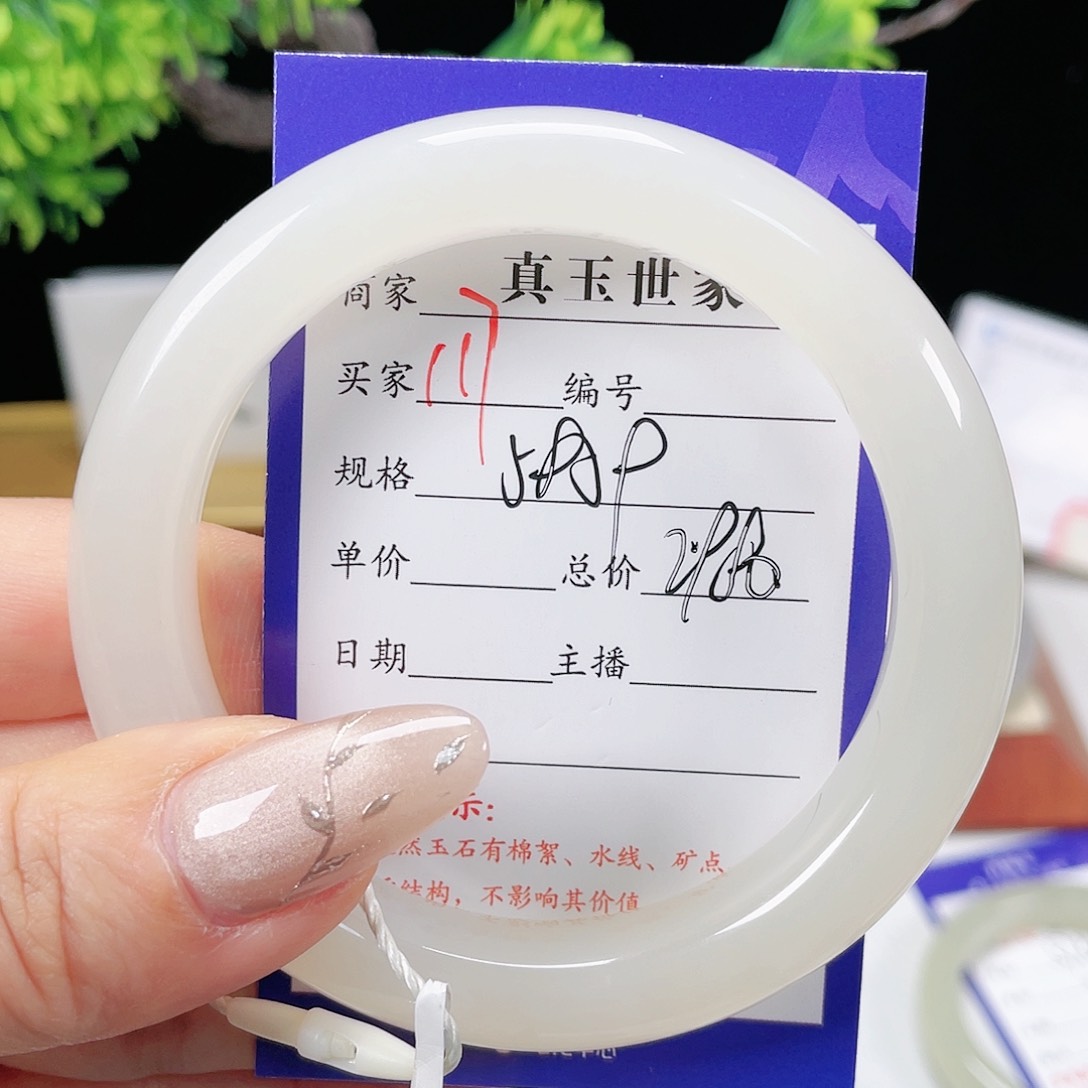 商家 真玉世家
买家 编号
规格
单价 总价
日期 主播
示:
然玉石有棉絮、水线、矿点
结构，不影响其价值